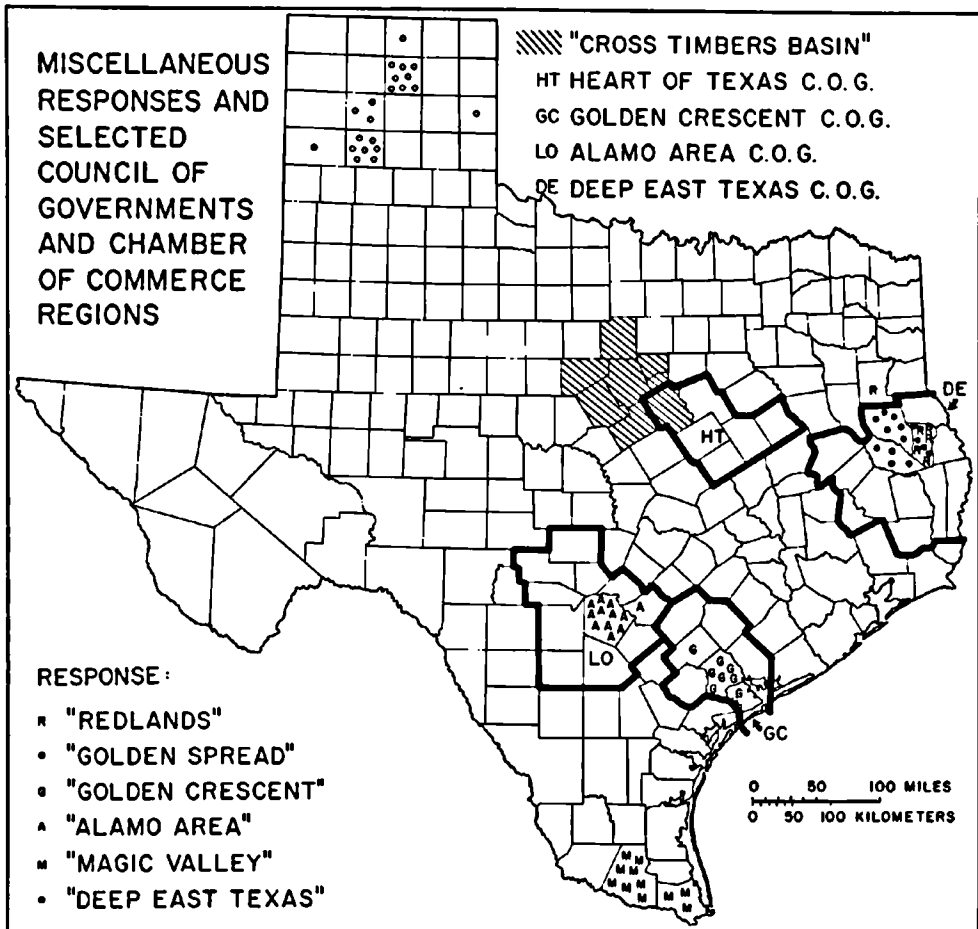 MISCELLANEOUS
RESPONSES AND
SELECTED
COUNCIL OF
GOVERNMENTS
AND CHAMBER
OF COMMERCE
REGIONS
"CROSS TIMBERS BASIN"
HT HEART OF TEXAS C.O.G.
GC GOLDEN CRESCENT C.O.G.
LO ALAMO AREA C.O.G.
DE DEEP EAST TEXAS C.O.G.
R
DE
HT
LO
GC
RESPONSE:
R "REDLANDS"
"GOLDEN SPREAD"
G "GOLDEN CRESCENT"
A "ALAMO AREA"
M "MAGIC VALLEY"
"DEEP EAST TEXAS"
0 50 100 MILES
0 50 100 KILOMETERS